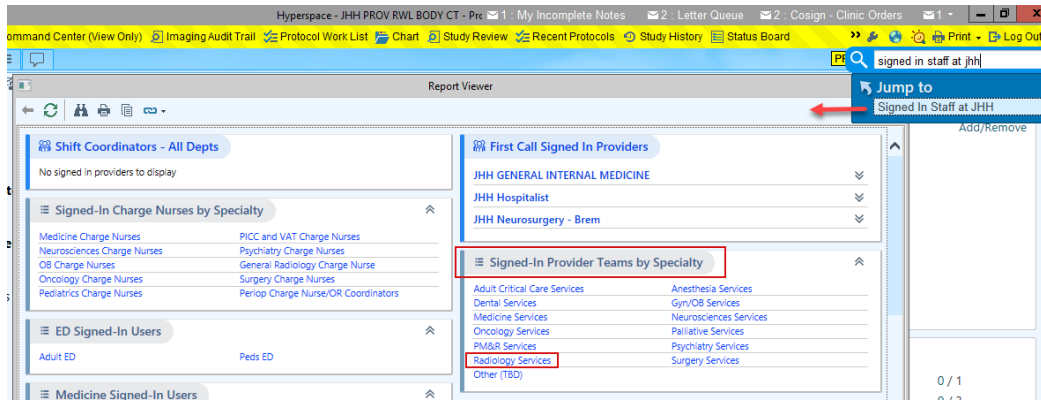 Hyperspace - JHH PROV RWL BODY CT - Prc 1 : My Incomplete Notes 2 : Letter Queue 2 : Cosign - Clinic Orders 1
(View Only) Imaging Audit Trail Protocol Work List Chart Study Review Recent Protocols Study History Status Board Print Log Out
signed in staff at jhh
Report Viewer
Jump to
Signed In Staff at JHH
Add/Remove
Shift Coordinators - All Depts
No signed in providers to display
Signed-In Charge Nurses by Specialty
Medicine Charge Nurses PICC and VAT Charge Nurses
Neurosciences Charge Nurses Psychiatry Charge Nurses
OB Charge Nurses General Radiology Charge Nurse
Oncology Charge Nurses Surgery Charge Nurses
Pediatrics Charge Nurses Periop Charge Nurse/OR Coordinators
ED Signed-In Users
Adult ED Peds ED
Medicine Signed-In Users
First Call Signed In Providers
JHH GENERAL INTERNAL MEDICINE
JHH Hospitalist
JHH Neurosurgery - Brem
Signed-In Provider Teams by Specialty
Adult Critical Care Services Anesthesia Services
Dental Services Gyn/OB Services
Medicine Services Neurosciences Services
Oncology Services Palliative Services
PM&R Services Psychiatry Services
Radiology Services Surgery Services
Other (TBD)
0 / 1